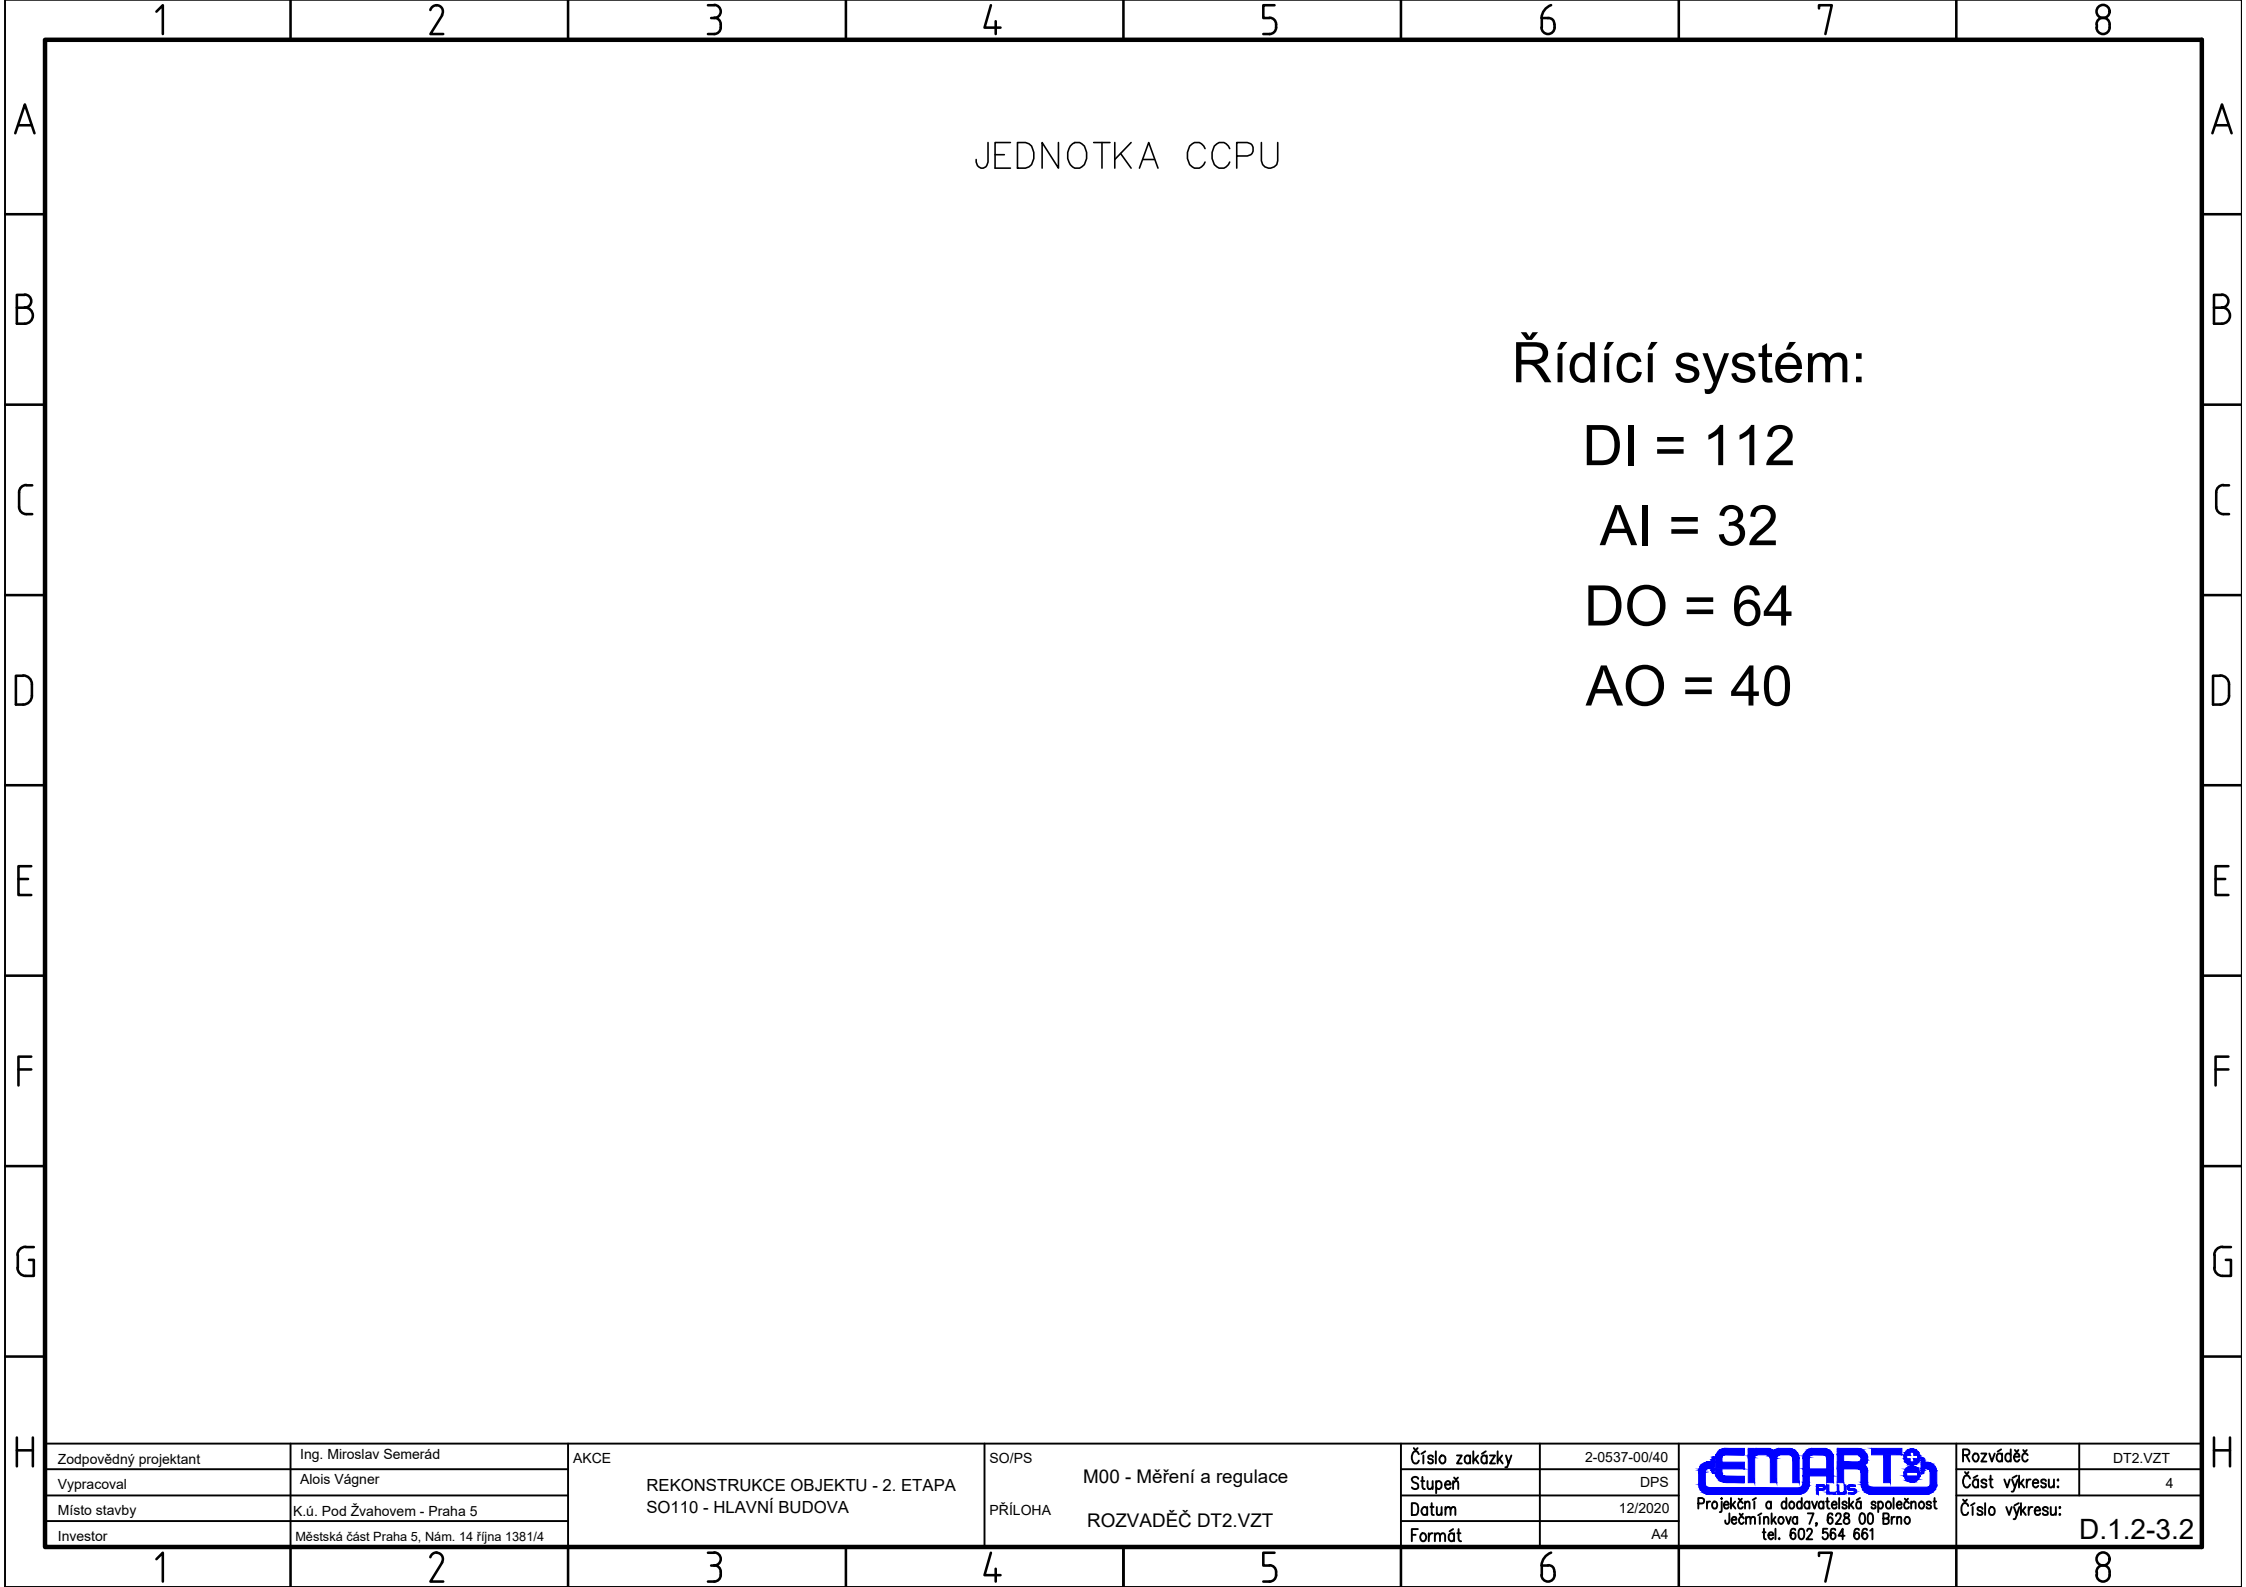 1 2 3 4 5 6 7 8
A A
JEDNOTKA CCPU
B B
Řídící systém:
DI = 112
C C
AI = 32
DO = 64
D D
AO = 40
E E
F F
G G
H H
Zodpovědný projektant Ing. Miroslav Semerád
Vypracoval Alois Vágner
Místo stavby K.ú. Pod Žvahovem - Praha 5
Investor Městská část Praha 5, Nám. 14 října 1381/4
AKCE
REKONSTRUKCE OBJEKTU - 2. ETAPA
SO110 - HLAVNÍ BUDOVA
SO/PS
M00 - Měření a regulace
PŘÍLOHA
ROZVADĚČ DT2.VZT
Číslo zakázky 2-0537-00/40
Stupeň DPS
Datum 12/2020
Formát A4
EMART
PLUS
Projekční a dodavatelská společnost
Ječmínkova 7, 628 00 Brno
tel. 602 564 661
Rozváděč DT2.VZT
Část výkresu: 4
Číslo výkresu:
D.1.2-3.2
1 2 3 4 5 6 7 8